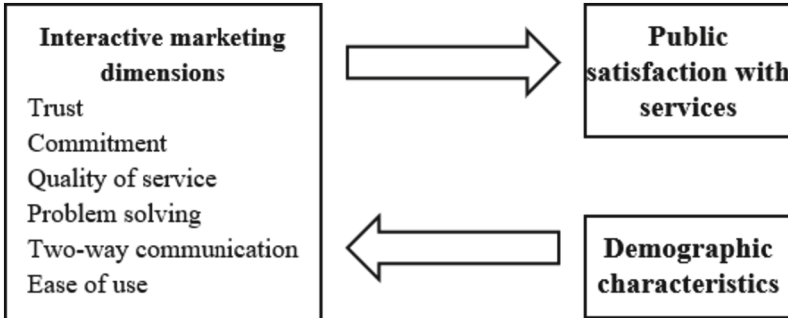 Interactive marketing
dimensions
Trust
Commitment
Quality of service
Problem solving
Two-way communication
Ease of use
Public
satisfaction with
services
Demographic
characteristics